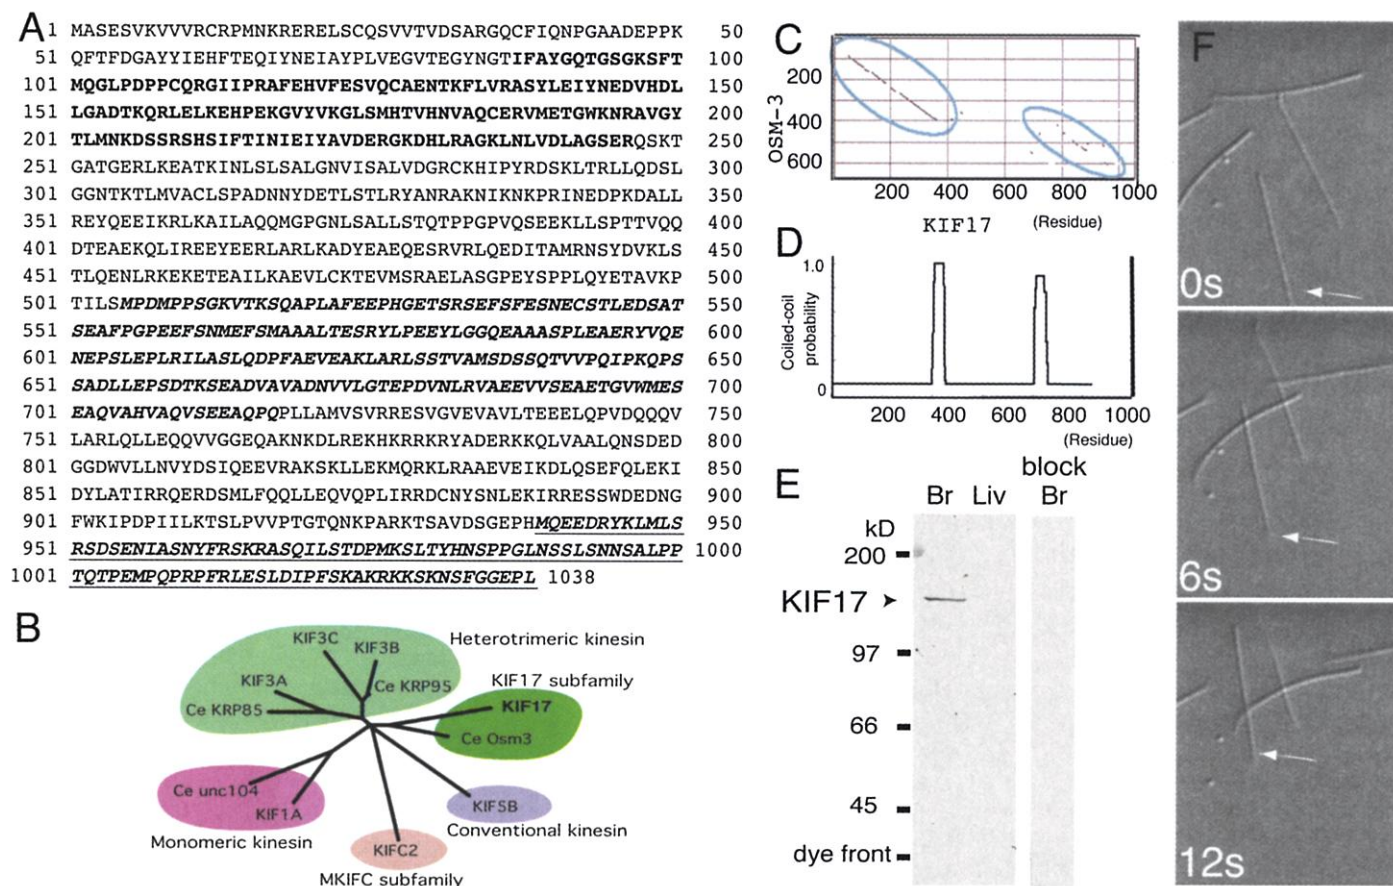 A
1 MASESVKVVVRCRPMNKRERELSCQSVVTVDSARGQCFIQNPGAADEPPK 50
51 QFTFDGAYYIEHFTEQIYNEIAYPLVEGVTEGYNGTIFAYGQTGSGKSFT 100
101 MQGLPDPPCQRGIIPRAFEHVFESVQCAENTKFLVRASYLEIYNEDVHDL 150
151 LGADTKQRLELKEHPEKGVYVKGLSMHTVHNVAQCERVMETGWKNRAVGY 200
201 TLMNKDSSRSHSIFTINIEIYAVDERGKDHLRAGKLNLVDLAGSERQSKT 250
251 GATGERLKEATKINLSLSALGNVISALVDGRCKHIPYRDSKLTRLLQDSL 300
301 GGNTKTLMVACLSPADNNYDETLSTLRYANRAKNIKNKPRINEDPKDALL 350
351 REYQEEIKRLKAILAQQMGPGNLSALLSTQTPPGPVQSEEKLLSPTTVQQ 400
401 DTEAEKQLIREEYEERLARLKADYEAEQESRVRLQEDITAMRNSYDVKLS 450
451 TLQENLRKEKETEAILKAEVLCKTEVMSRAELASGPEYSPPLQYETAVKP 500
501 TILSMPDMPPSGKVTKSQAPLAFEEPHGETSRSEFSFESNECSTLEDSAT 550
551 SEAFPGPEEFSNMEFSMAAALTESRYLPEEYLGGQEAAASPLEAERYVQE 600
601 NEPSLEPLRILASLQDPFAEVEAKLARLSSTVAMSDSSQTVVPQIPKQPS 650
651 SADLLEPSDTKSEADVAVADNVVLGTEPDVNLRVAEEVVSEAETGVWMES 700
701 EAQVAHVAQVSEEAQPQPLLAMVSVRRESVGVEVAVLTEEELQPVDQQQV 750
751 LARLQLLEQQVVGGEQAKNKDLREKHKRRKRYADERKKQLVAALQNSDED 800
801 GGDWVLLNVYDSIQEEVRAKSKLLEKMQRKLRAAEVEIKDLQSEFQLEKI 850
851 DYLATIRRQERDSMLFQQLLEQVQPLIRRDCNYSNLEKIRRESSWDEDNG 900
901 FWKIPDPIILKTSLPVVPTGTQNKPARKTSAVDSGEPHMQEEDRYKLMLS 950
951 RSDSENIASNYFRSKRASQILSTDPMKSLTYHNSPPGLNSSLSNNSALPP 1000
1001 TQTPEMPQPRPFRLESLDIPFSKAKRKKSKNSFGGEPL 1038
B
KIF3C
KIF3B
Heterotrimeric kinesin
KIF3A
Ce KRP95
KIF17 subfamily
Ce KRP85
KIF17
Ce Osm3
Ce unc104
KIF1A
KIF5B
Monomeric kinesin
Conventional kinesin
KIFC2
MKIFC subfamily
C
200
400
600
OSM-3
200 400 600 800 1000
KIF17 (Residue)
D
1.0
0
Coiled-coil
probability
200 400 600 800 1000
(Residue)
E
block
Br Liv Br
kD
200
KIF17
97
66
45
dye front
F
0s
6s
12s